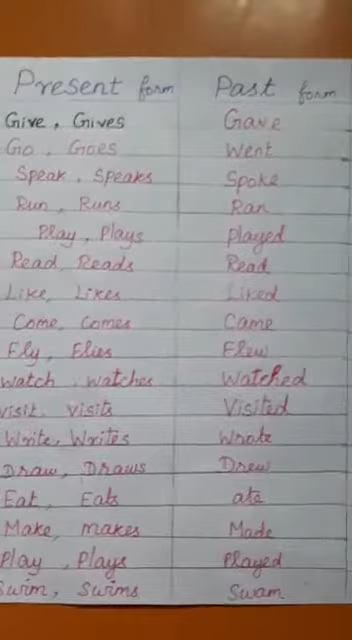 Present form Past form
Give, Gives Gave
Go, Goes Went
Speak, Speaks Spoke
Run, Runs Ran
Play, Plays Played
Read, Reads Read
Like, Likes Liked
Come, Comes Came
Fly, Flies Flew
Watch, watches Watched
Visit, Visits Visited
Write, Writes Wrote
Draw, Draws Drew
Eat, Eats ate
Make, makes Made
Play, Plays Played
Swim, Swims Swam